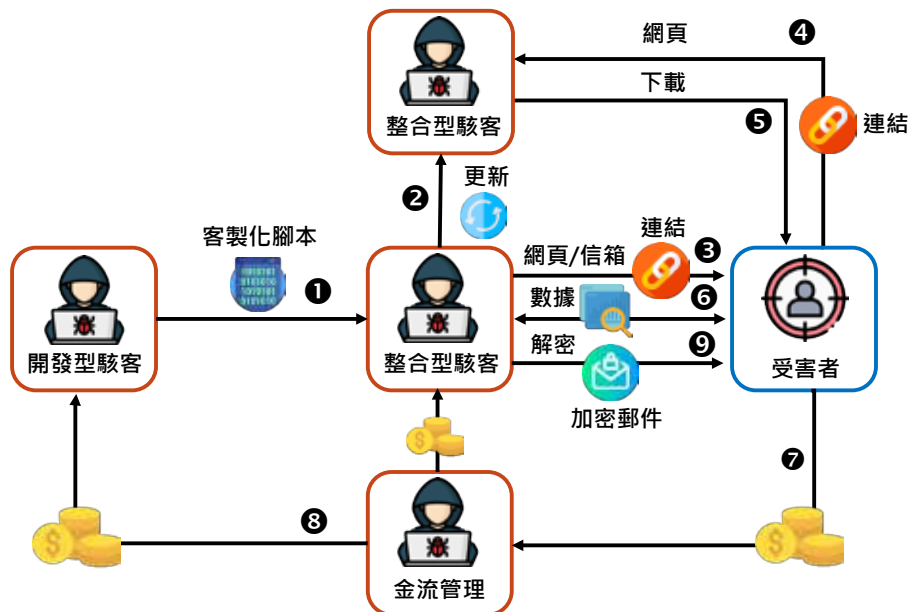 網頁
❹
下載
❺
連結
整合型駭客
❷
更新
客製化腳本
❶
網頁/信箱
連結
❸
數據
❻
解密
❾
加密郵件
開發型駭客
整合型駭客
受害者
❼
❽
金流管理